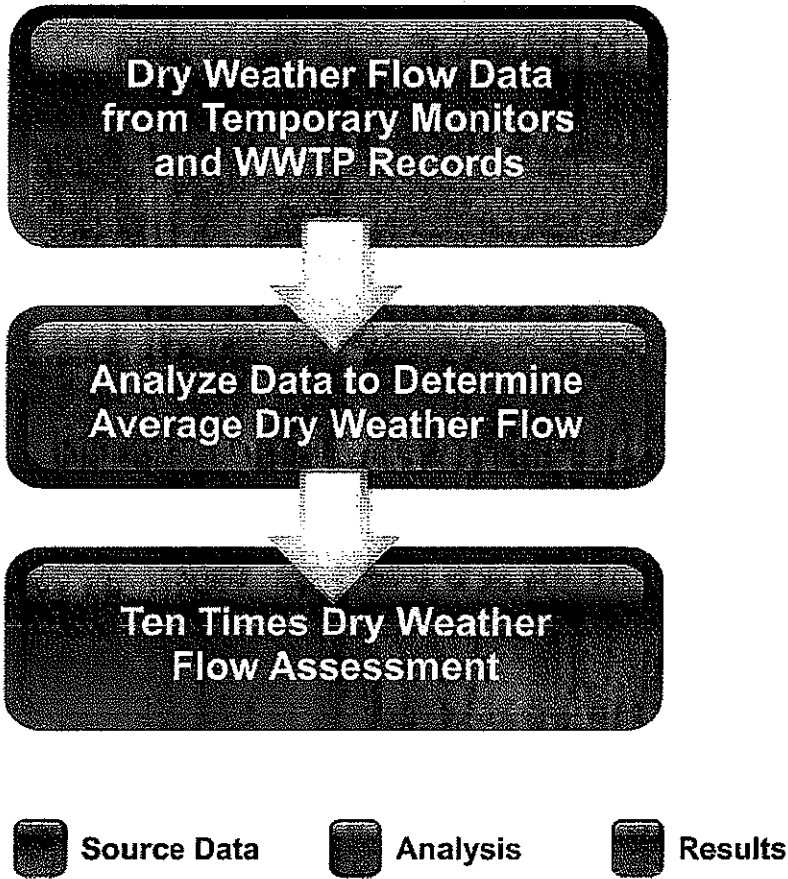 Dry Weather Flow Data
from Temporary Monitors
and WWTP Records
Analyze Data to Determine
Average Dry Weather Flow
Ten Times Dry Weather
Flow Assessment
Source Data
Analysis
Results